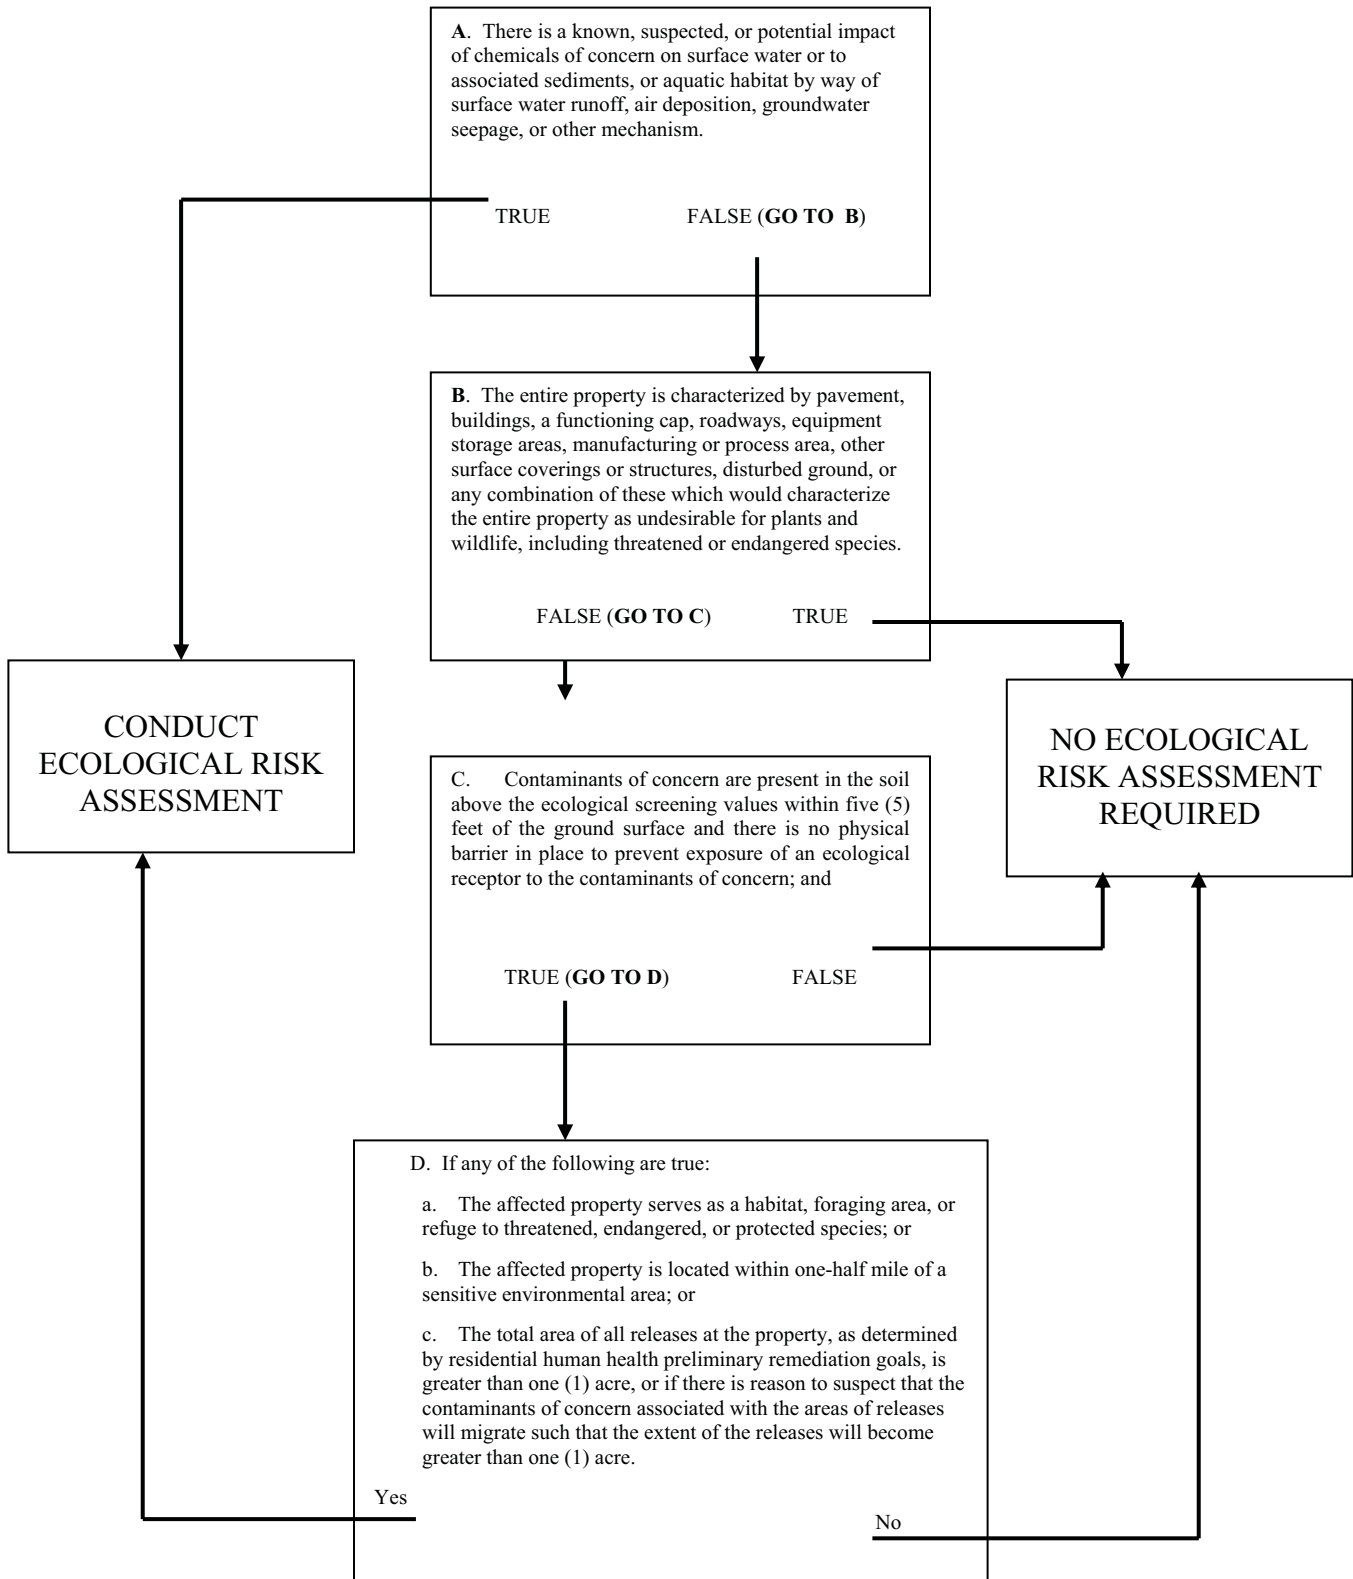 A. There is a known, suspected, or potential impact
of chemicals of concern on surface water or to
associated sediments, or aquatic habitat by way of
surface water runoff, air deposition, groundwater
seepage, or other mechanism.
TRUE FALSE (GO TO B)
B. The entire property is characterized by pavement,
buildings, a functioning cap, roadways, equipment
storage areas, manufacturing or process area, other
surface coverings or structures, disturbed ground, or
any combination of these which would characterize
the entire property as undesirable for plants and
wildlife, including threatened or endangered species.
FALSE (GO TO C) TRUE
CONDUCT
ECOLOGICAL RISK
ASSESSMENT
NO ECOLOGICAL
RISK ASSESSMENT
REQUIRED
C. Contaminants of concern are present in the soil
above the ecological screening values within five (5)
feet of the ground surface and there is no physical
barrier in place to prevent exposure of an ecological
receptor to the contaminants of concern; and
TRUE (GO TO D) FALSE
D. If any of the following are true:
a. The affected property serves as a habitat, foraging area, or
refuge to threatened, endangered, or protected species; or
b. The affected property is located within one-half mile of a
sensitive environmental area; or
c. The total area of all releases at the property, as determined
by residential human health preliminary remediation goals, is
greater than one (1) acre, or if there is reason to suspect that the
contaminants of concern associated with the areas of releases
will migrate such that the extent of the releases will become
greater than one (1) acre.
Yes
No